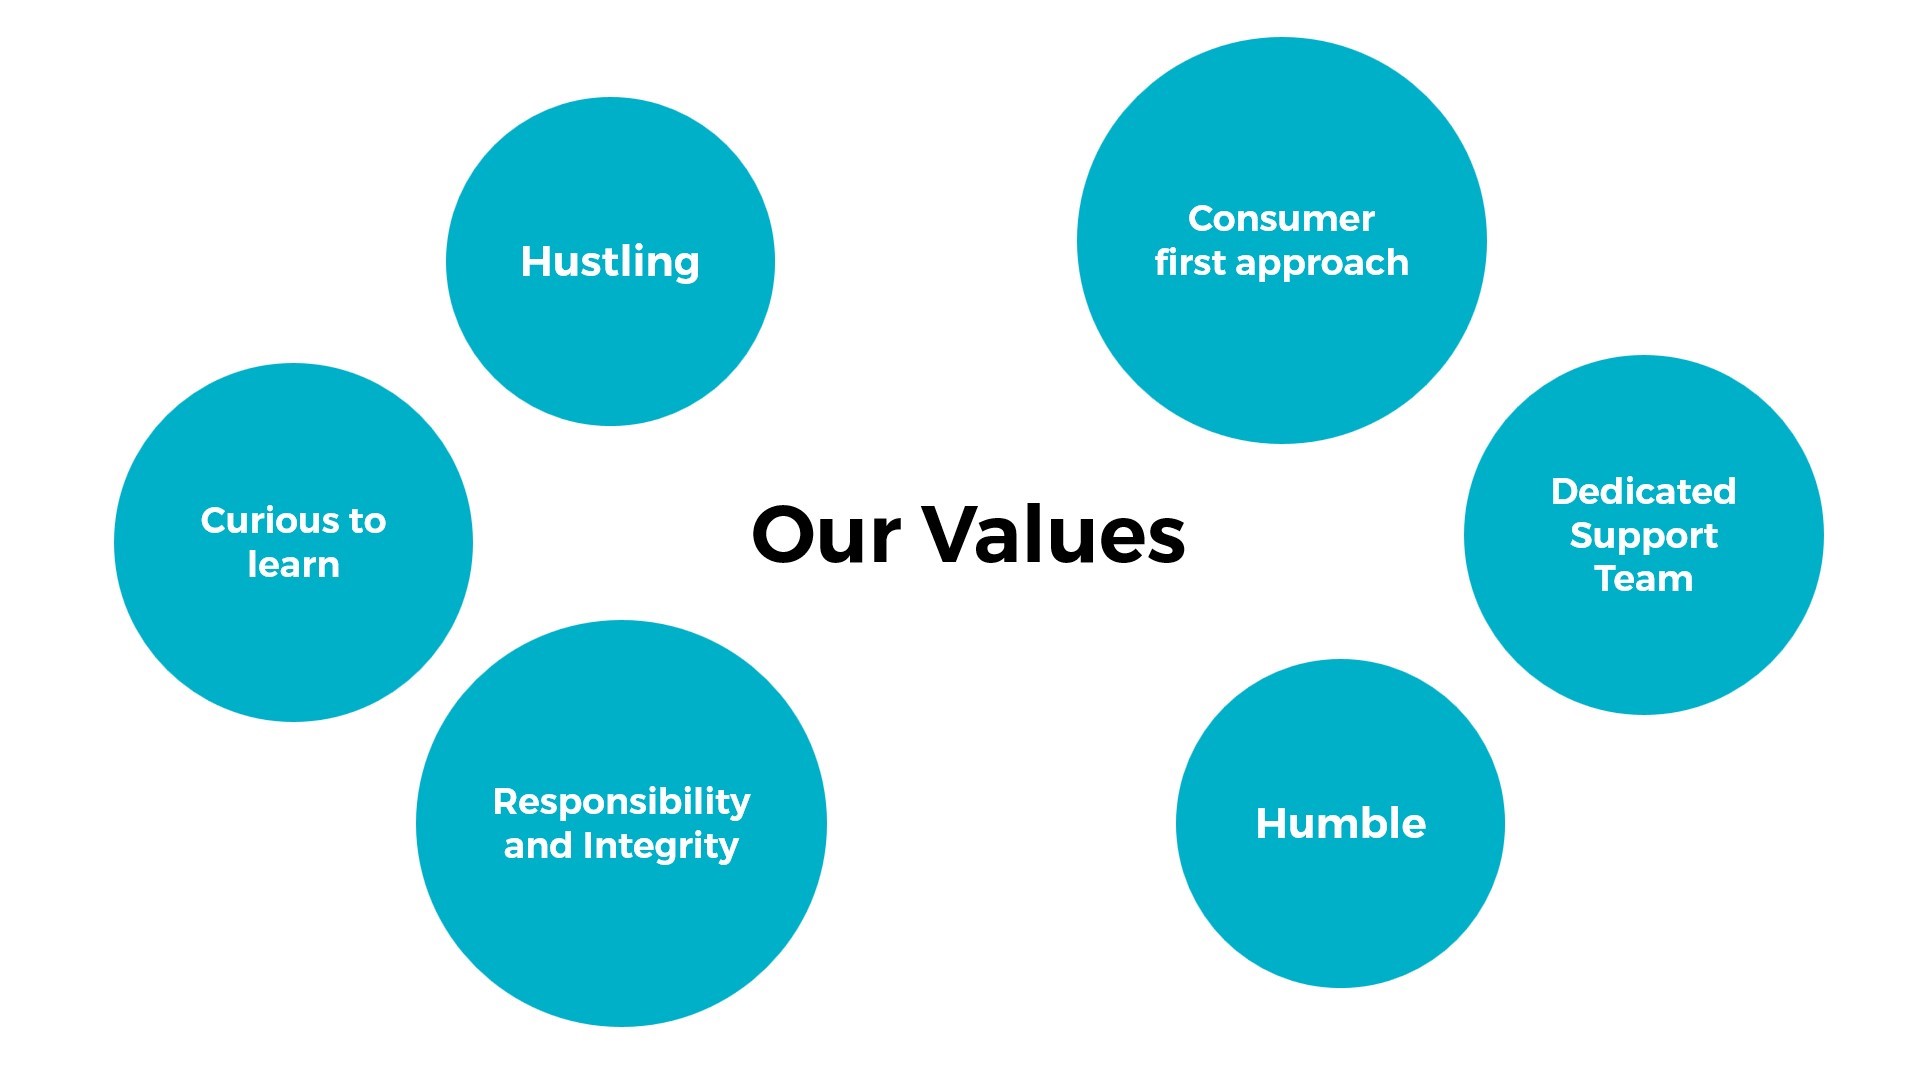 Hustling
Consumer
first approach
Curious to
learn
Our Values
Dedicated
Support
Team
Responsibility
and Integrity
Humble